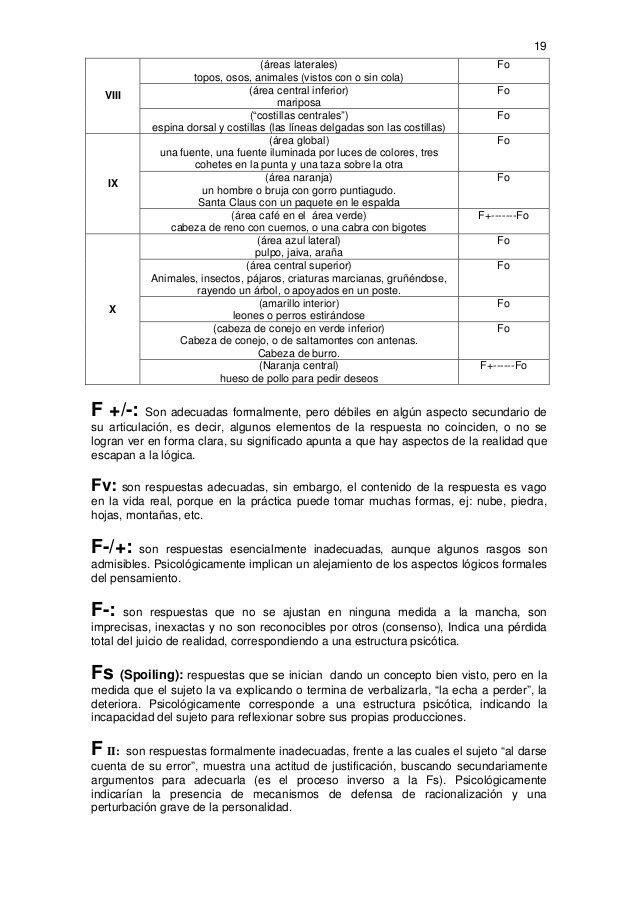 19
(áreas laterales)
topos, osos, animales (vistos con o sin cola)
Fo
VIII
(área central inferior)
mariposa
Fo
("costillas centrales")
espina dorsal y costillas (las líneas delgadas son las costillas)
Fo
IX
(área global)
una fuente, una fuente iluminada por luces de colores, tres
cohetes en la punta y una taza sobre la otra
Fo
(área naranja)
un hombre o bruja con gorro puntiagudo.
Santa Claus con un paquete en le espalda
Fo
(área café en el área verde)
cabeza de reno con cuernos, o una cabra con bigotes
F+-------Fo
X
(área azul lateral)
pulpo, jaiva, araña
Fo
(área central superior)
Animales, insectos, pájaros, criaturas marcianas, gruñéndose,
rayendo un árbol, o apoyados en un poste.
Fo
(amarillo interior)
leones o perros estirándose
Fo
(cabeza de conejo en verde inferior)
Cabeza de conejo, o de saltamontes con antenas.
Cabeza de burro.
Fo
(Naranja central)
hueso de pollo para pedir deseos
F+------Fo
F +/-: Son adecuadas formalmente, pero débiles en algún aspecto secundario de
su articulación, es decir, algunos elementos de la respuesta no coinciden, o no se
logran ver en forma clara, su significado apunta a que hay aspectos de la realidad que
escapan a la lógica.
Fv: son respuestas adecuadas, sin embargo, el contenido de la respuesta es vago
en la vida real, porque en la práctica puede tomar muchas formas, ej: nube, piedra,
hojas, montañas, etc.
F-/+: son respuestas esencialmente inadecuadas, aunque algunos rasgos son
admisibles. Psicológicamente implican un alejamiento de los aspectos lógicos formales
del pensamiento.
F-: son respuestas que no se ajustan en ninguna medida a la mancha, son
imprecisas, inexactas y no son reconocibles por otros (consenso), Indica una pérdida
total del juicio de realidad, correspondiendo a una estructura psicótica.
Fs (Spoiling): respuestas que se inician dando un concepto bien visto, pero en la
medida que el sujeto la va explicando o termina de verbalizarla, "la echa a perder", la
deteriora. Psicológicamente corresponde a una estructura psicótica, indicando la
incapacidad del sujeto para reflexionar sobre sus propias producciones.
F II: son respuestas formalmente inadecuadas, frente a las cuales el sujeto "al darse
cuenta de su error", muestra una actitud de justificación, buscando secundariamente
argumentos para adecuarla (es el proceso inverso a la Fs). Psicológicamente
indicarían la presencia de mecanismos de defensa de racionalización y una
perturbación grave de la personalidad.